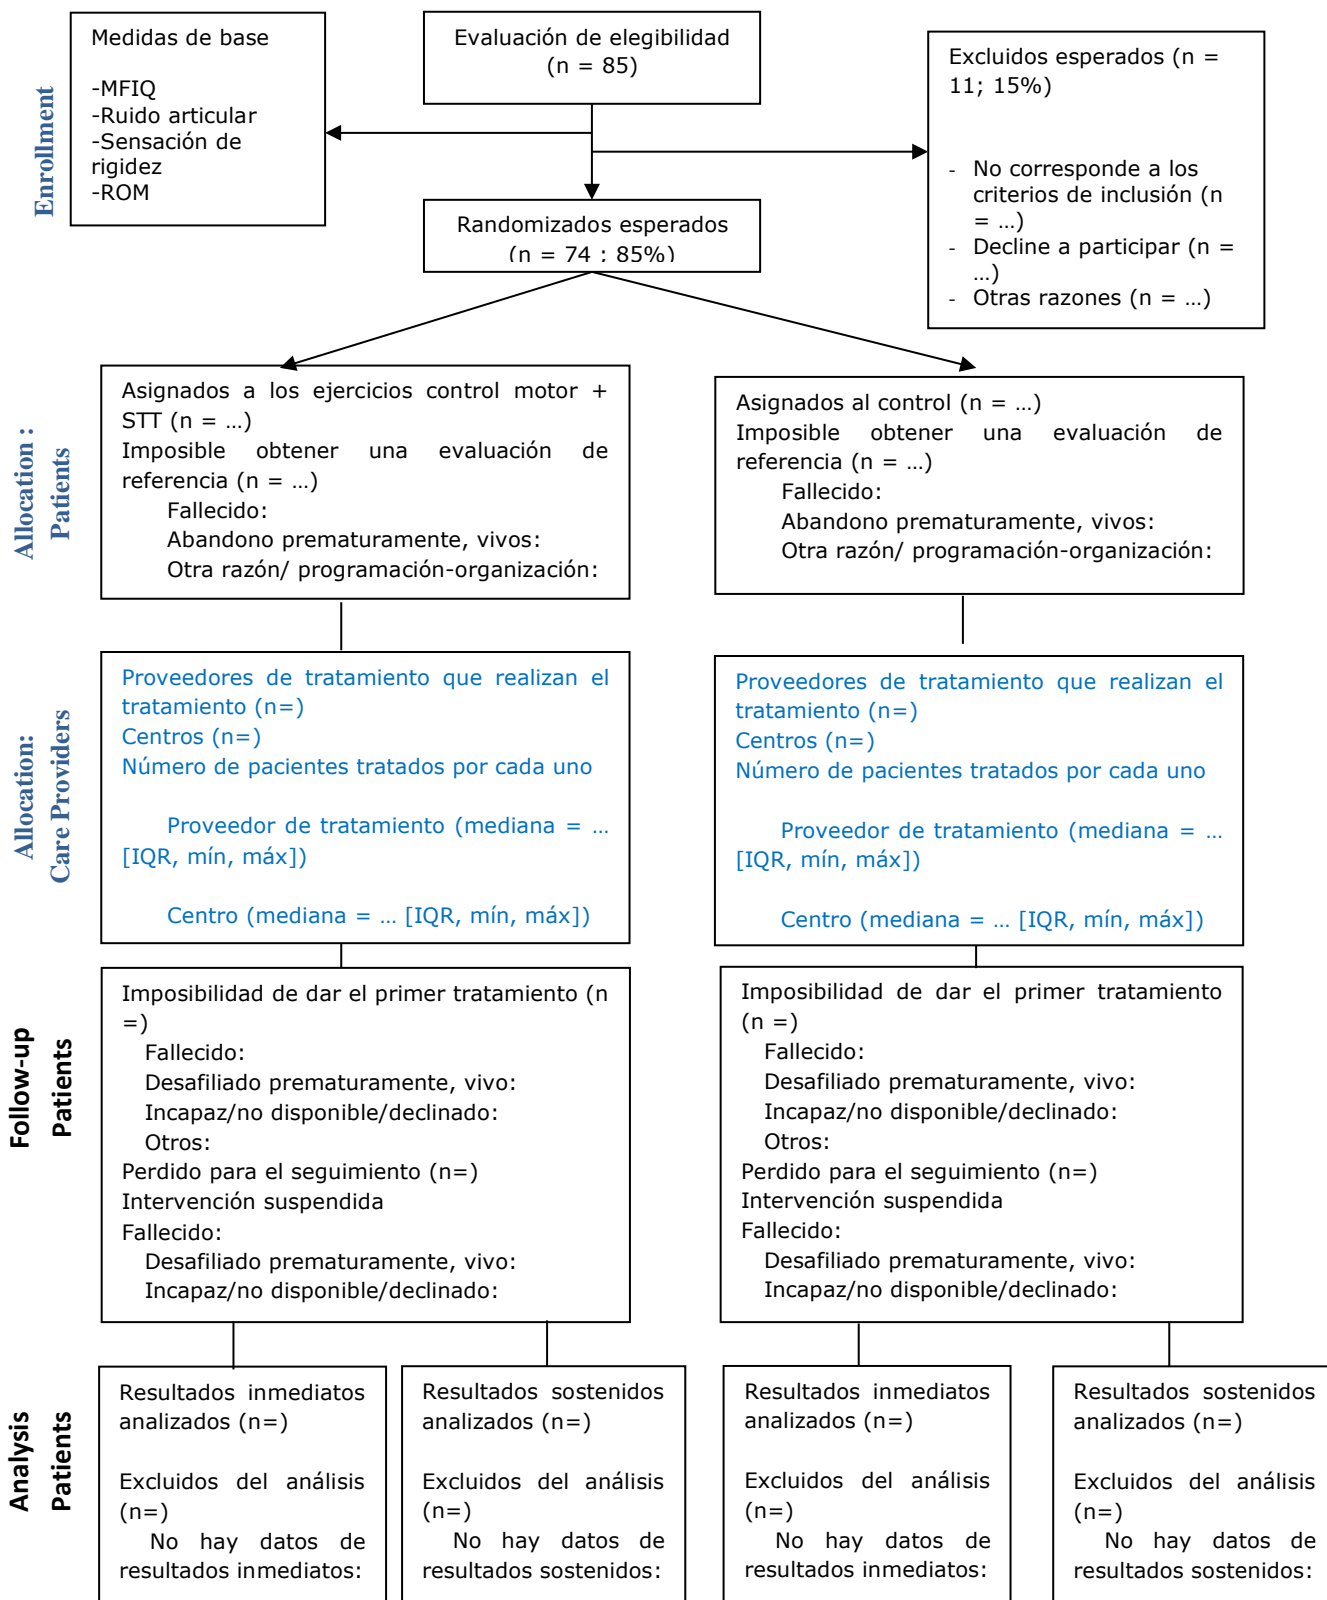 Enrollment
Medidas de base
-MFIQ
-Ruido articular
-Sensación de
rigidez
-ROM
Evaluación de elegibilidad
(n = 85)
Excluidos esperados (n =
11; 15%)
- No corresponde a los
criterios de inclusión (n
= ...)
- Decline a participar (n =
...)
- Otras razones (n = ...)
Randomizados esperados
(n = 74 ; 85%)
Allocation :
Patients
Asignados a los ejercicios control motor +
STT (n = ...)
Imposible obtener una evaluación de
referencia (n = ...)
Fallecido:
Abandono prematuramente, vivos:
Otra razón/ programación-organización:
Asignados al control (n = ...)
Imposible obtener una evaluación de
referencia (n = ...)
Fallecido:
Abandono prematuramente, vivos:
Otra razón/ programación-organización:
Allocation:
Care Providers
Proveedores de tratamiento que realizan el
tratamiento (n=)
Centros (n=)
Número de pacientes tratados por cada uno
Proveedor de tratamiento (mediana = ...
[IQR, mín, máx])
Centro (mediana = ... [IQR, mín, máx])
Proveedores de tratamiento que realizan el
tratamiento (n=)
Centros (n=)
Número de pacientes tratados por cada uno
Proveedor de tratamiento (mediana = ...
[IQR, mín, máx])
Centro (mediana = ... [IQR, mín, máx])
Follow-up
Patients
Imposibilidad de dar el primer tratamiento (n
=)
Fallecido:
Desafiliado prematuramente, vivo:
Incapaz/no disponible/declinado:
Otros:
Perdido para el seguimiento (n=)
Intervención suspendida
Fallecido:
Desafiliado prematuramente, vivo:
Incapaz/no disponible/declinado:
Imposibilidad de dar el primer tratamiento
(n =)
Fallecido:
Desafiliado prematuramente, vivo:
Incapaz/no disponible/declinado:
Otros:
Perdido para el seguimiento (n=)
Intervención suspendida
Fallecido:
Desafiliado prematuramente, vivo:
Incapaz/no disponible/declinado:
Analysis
Patients
Resultados inmediatos
analizados (n=)
Excluidos del análisis
(n=)
No hay datos de
resultados inmediatos:
Resultados sostenidos
analizados (n=)
Excluidos del análisis
(n=)
No hay datos de
resultados sostenidos:
Resultados inmediatos
analizados (n=)
Excluidos del análisis
(n=)
No hay datos de
resultados inmediatos:
Resultados sostenidos
analizados (n=)
Excluidos del análisis
(n=)
No hay datos de
resultados sostenidos: